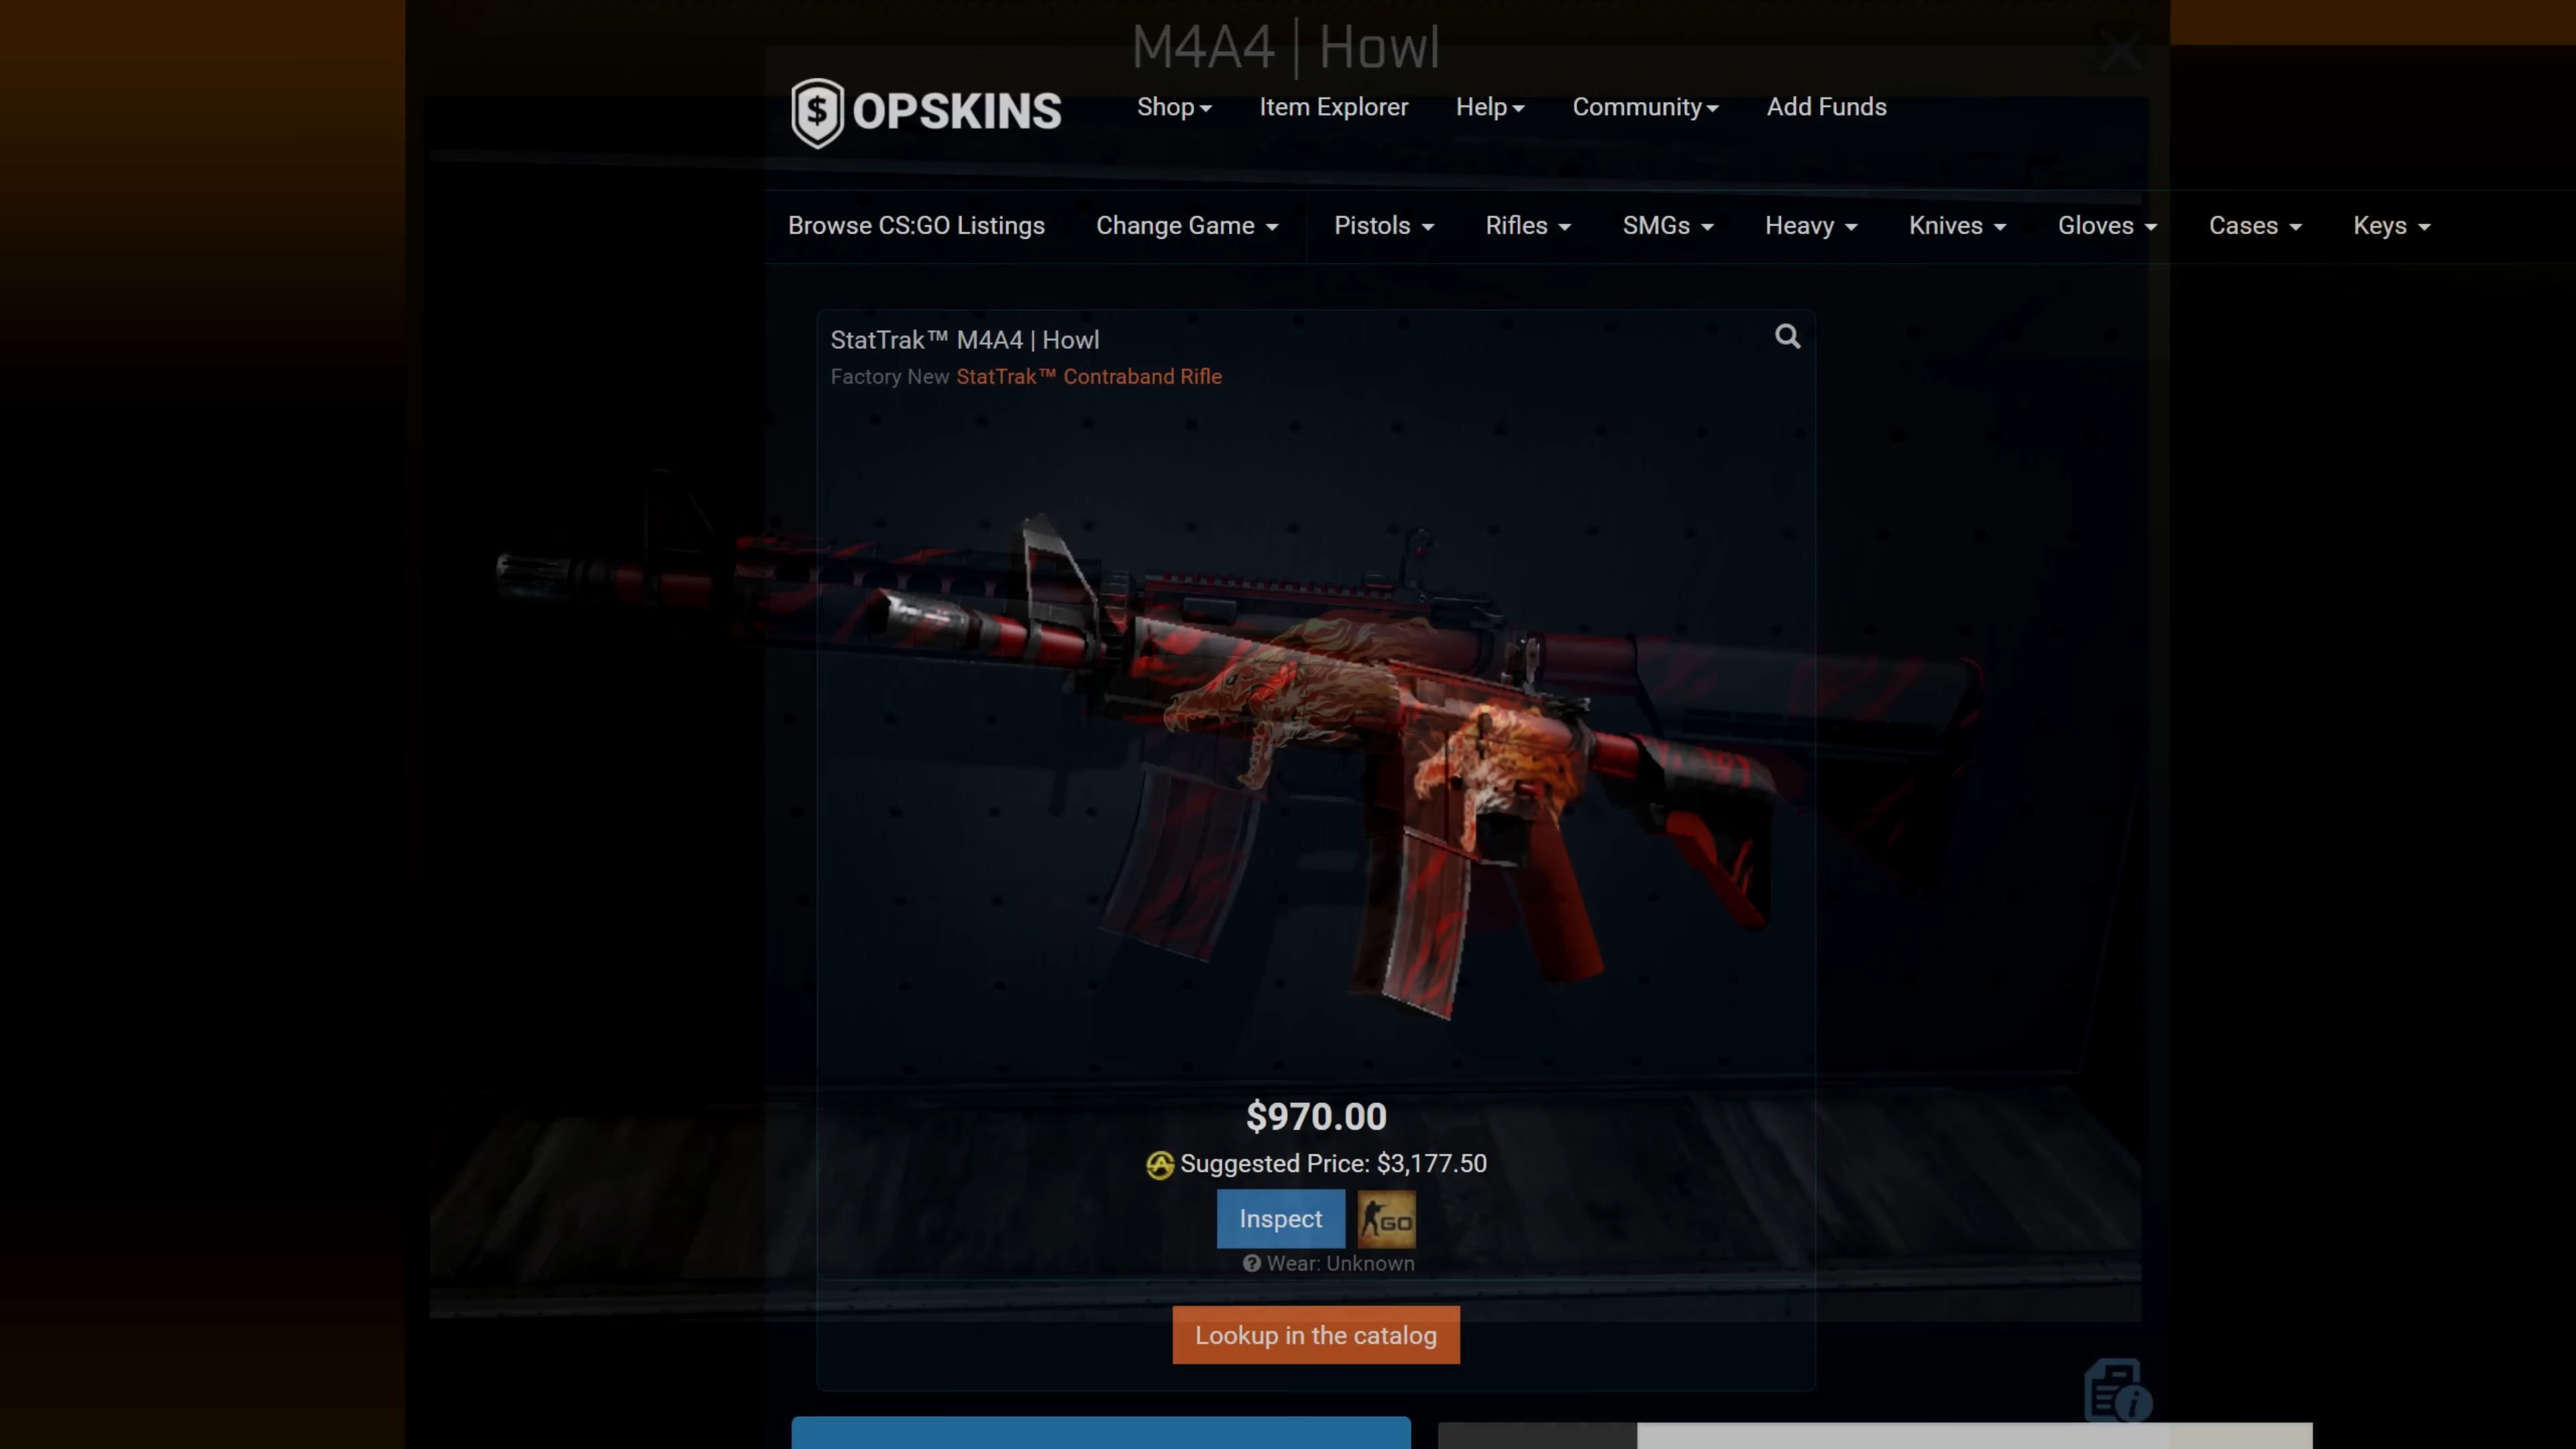 M4A4 | Howl
$ OPSKINS
Shop Item Explorer Help Community Add Funds
Browse CS:GO Listings Change Game Pistols Rifles SMGs Heavy Knives Gloves Cases Keys
StatTrak™ M4A4 | Howl
Factory New StatTrak™ Contraband Rifle
$970.00
Suggested Price: $3,177.50
Inspect GO
? Wear: Unknown
Lookup in the catalog
i